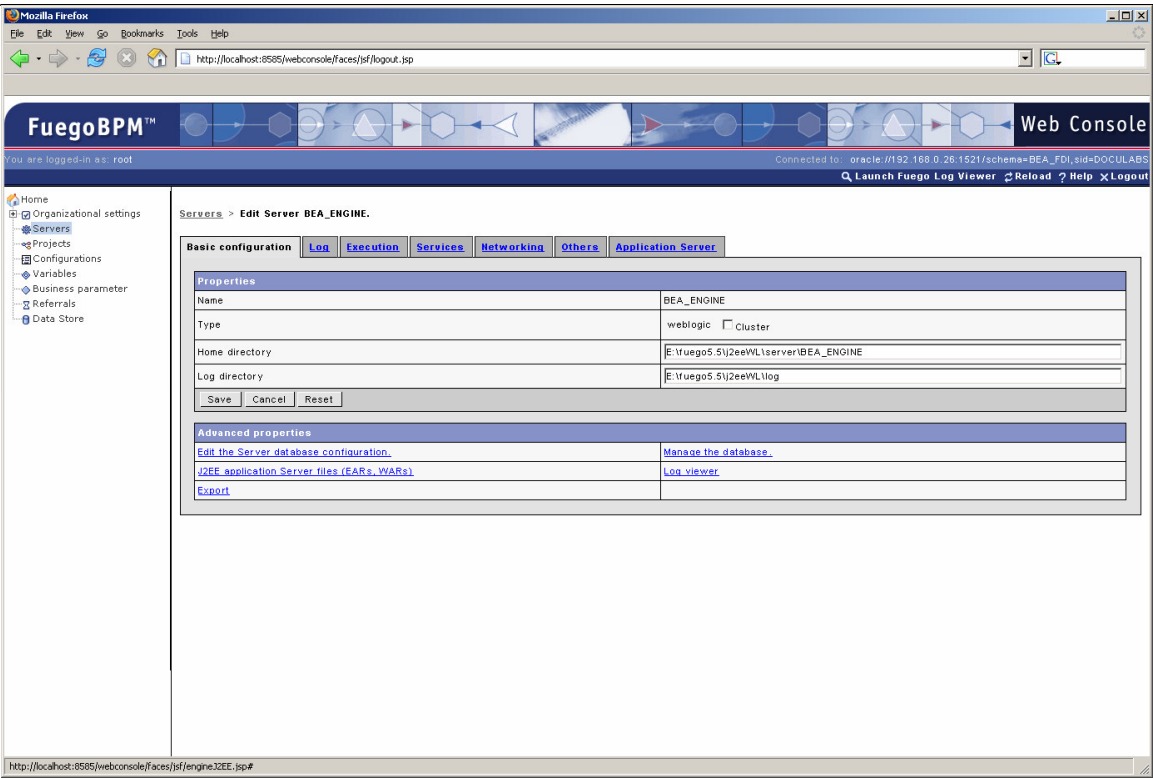 Mozilla Firefox
File Edit View Go Bookmarks Tools Help
http://localhost:8585/webconsole/faces/jsf/logout.jsp
G
FuegoBPM™ Web Console
You are logged-in as: root Connected to: oracle://192.168.0.26:1521/schema=BEA_FDI,sid=DOCULABS
Launch Fuego Log Viewer Reload ? Help X Logout
Home
Organizational settings
Servers
Projects
Configurations
Variables
Business parameter
Referrals
Data Store
Servers > Edit Server BEA_ENGINE.
Basic configuration Log Execution Services Networking Others Application Server
Properties
Name BEA_ENGINE
Type weblogic Cluster
Home directory E:\fuego5.5\j2eeWL\server\BEA_ENGINE
Log directory E:\fuego5.5\j2eeWL\log
Save Cancel Reset
Advanced properties
Edit the Server database configuration. Manage the database.
J2EE application Server files (EARs, WARs) Log viewer
Export
http://localhost:8585/webconsole/faces/jsf/engineJ2EE.jsp#